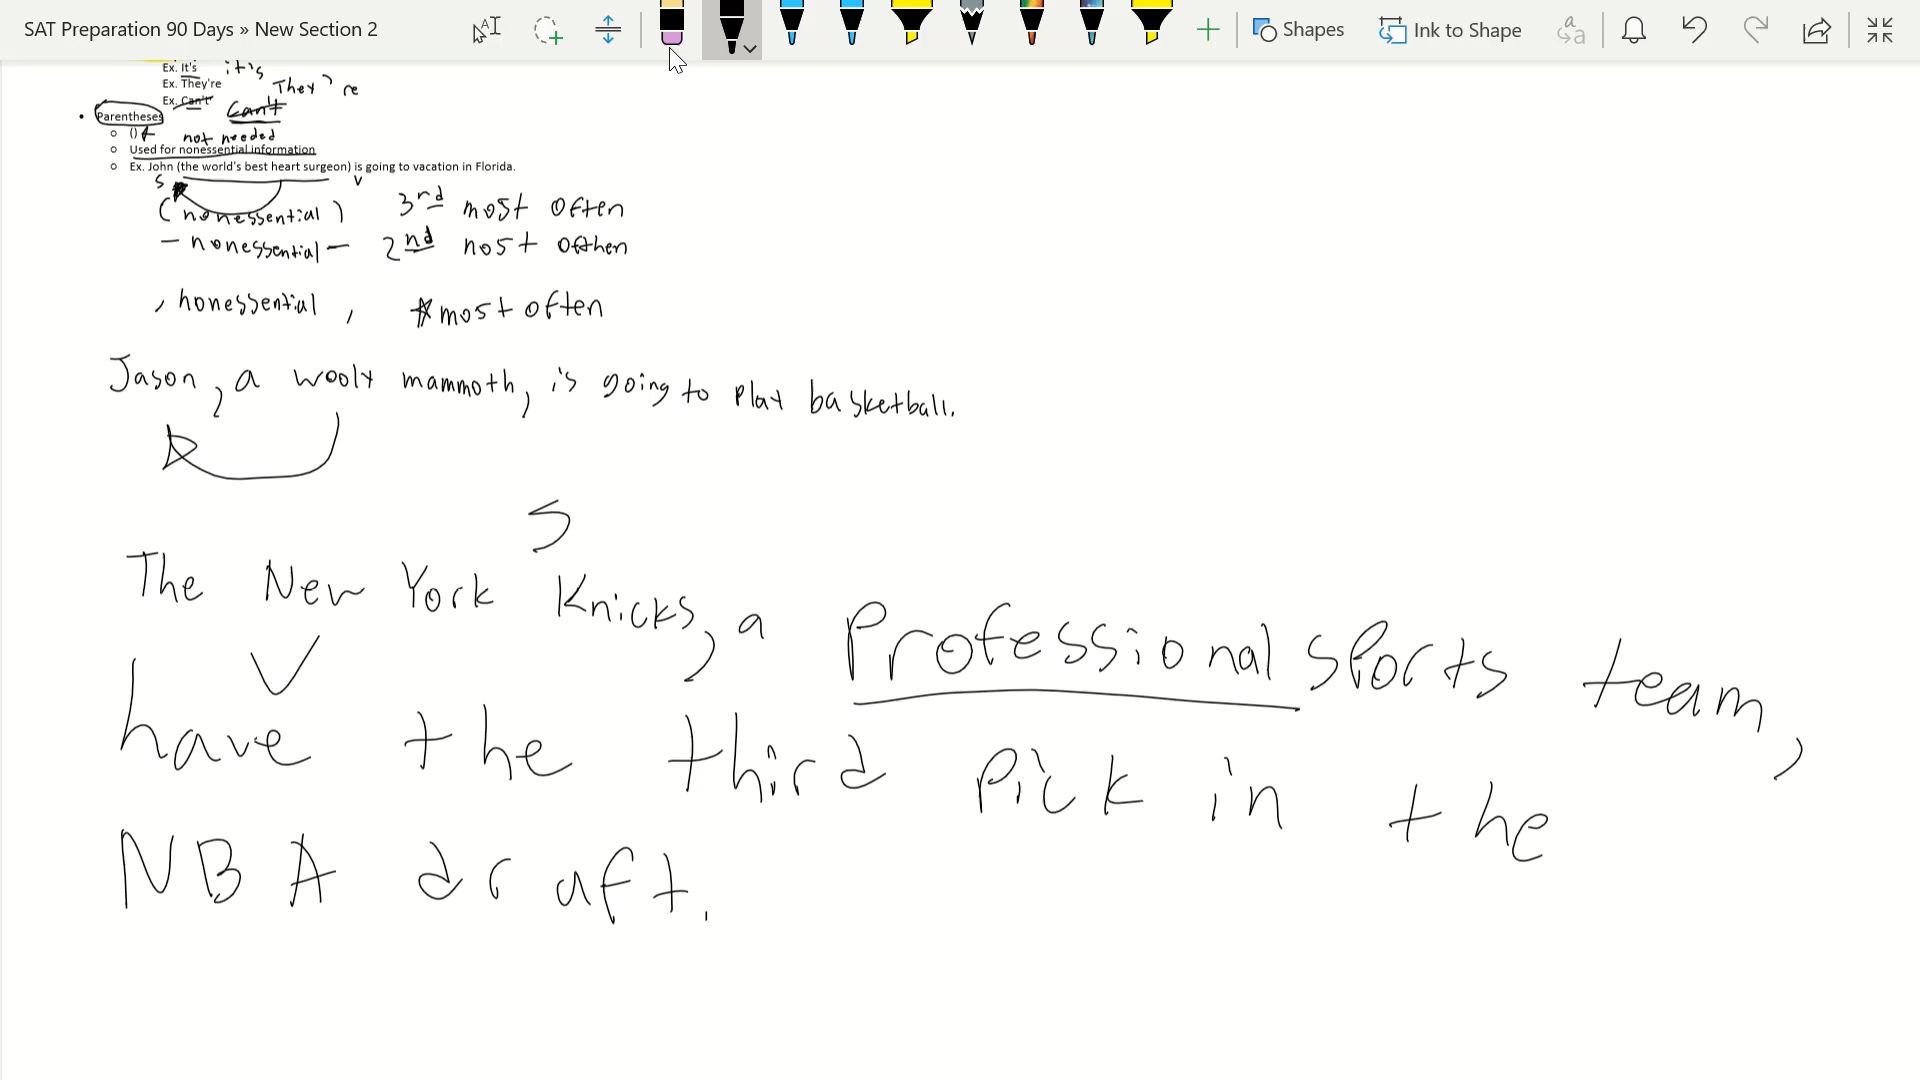 SAT Preparation 90 Days » New Section 2
Shapes
Ink to Shape
Ex. It's it's
Ex. They're They're
Ex. Can't Can't
• Parentheses
○ () not needed
○ Used for nonessential information
○ Ex. John (the world's best heart surgeon) is going to vacation in Florida.
S V
(nonessential) 3rd most often
— nonessential — 2nd nost ofthen
, nonessential , *most often
Jason, a wooly mammoth, is going to play basketball.
S
The New York Knicks, a professional sports team,
V
have the third pick in the
NBA draft.